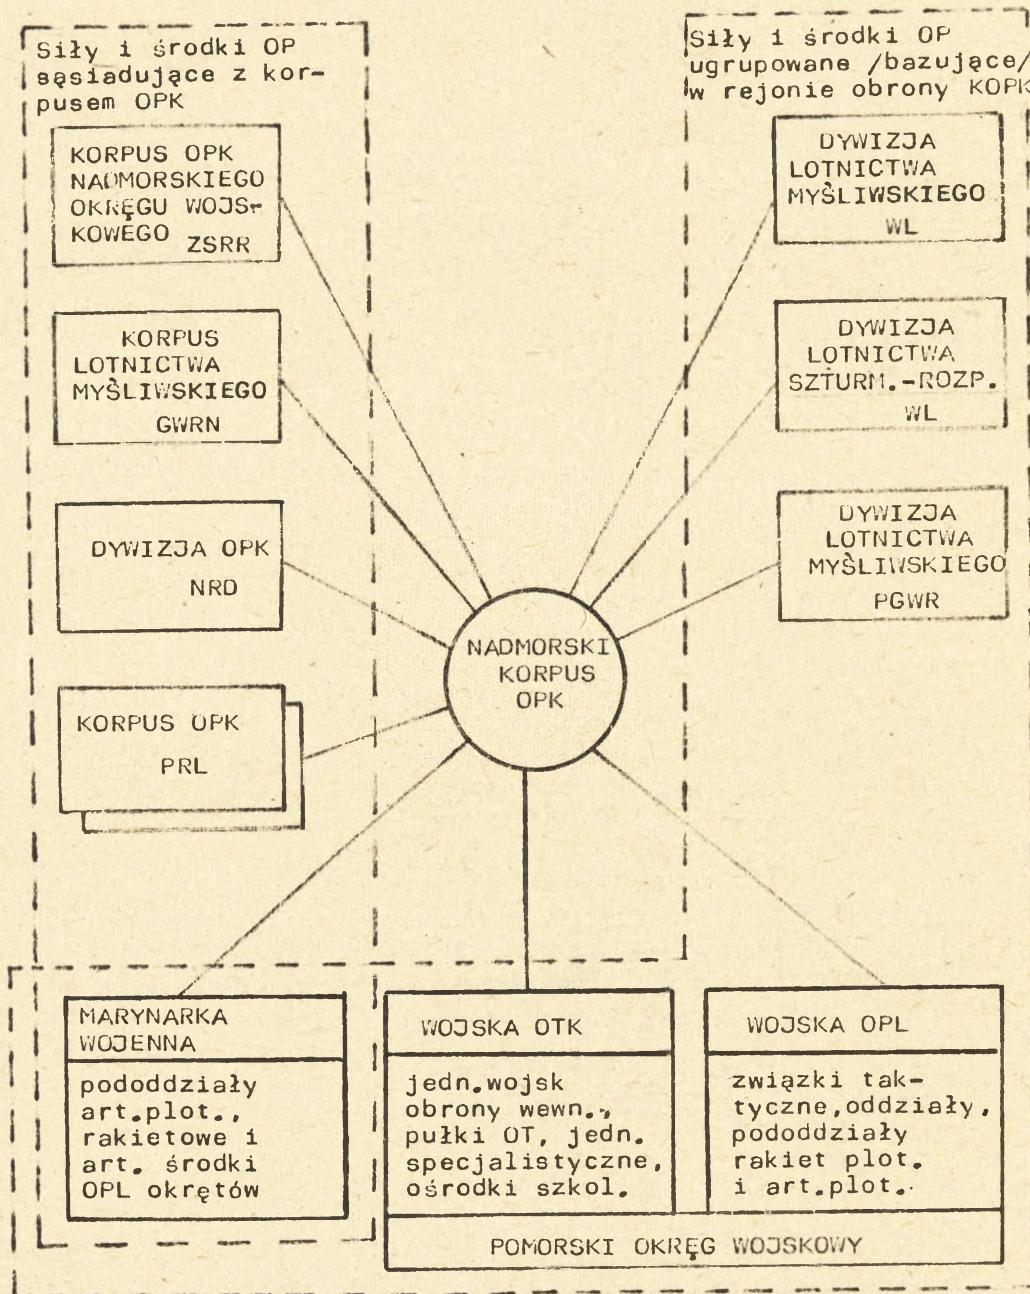 Siły i środki OP
sąsiadujące z kor-
pusem OPK
KORPUS OPK
NADMORSKIEGO
OKRĘGU WOJS-
KOWEGO ZSRR
KORPUS
LOTNICTWA
MYŚLIWSKIEGO
GWRN
DYWIZJA OPK
NRD
KORPUS OPK
PRL
Siły i środki OP
ugrupowane /bazujące/
w rejonie obrony KOPK
DYWIZJA
LOTNICTWA
MYŚLIWSKIEGO
WL
DYWIZJA
LOTNICTWA
SZTURM.-ROZP.
WL
DYWIZJA
LOTNICTWA
MYŚLIWSKIEGO
PGWR
NADMORSKI
KORPUS
OPK
MARYNARKA
WOJENNA
pododdziały
art.plot.,
rakietowe i
art. środki
OPL okrętów
WOJSKA OTK
jedn.wojsk
obrony wewn.,
pułki OT, jedn.
specjalistyczne,
ośrodki szkol.
WOJSKA OPL
związki tak-
tyczne,oddziały,
pododdziały
rakiet plot.
i art.plot.
POMORSKI OKRĘG WOJSKOWY